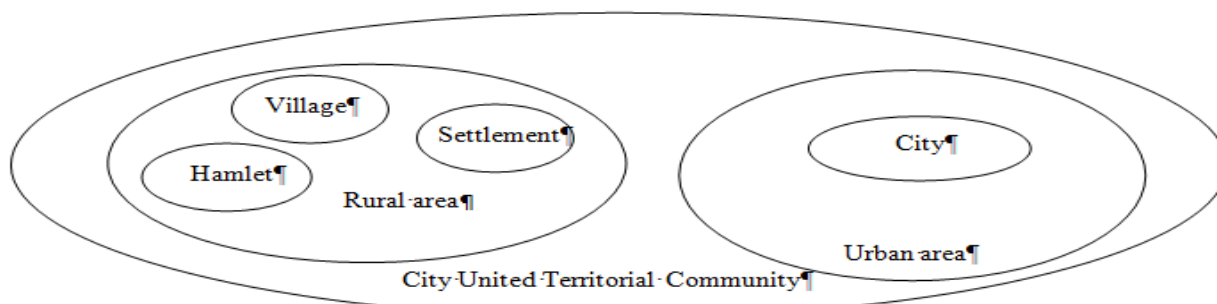 Village¶
Settlement¶
City¶
Hamlet¶
Rural·area¶
Urban·area¶
City·United·Territorial·Community¶